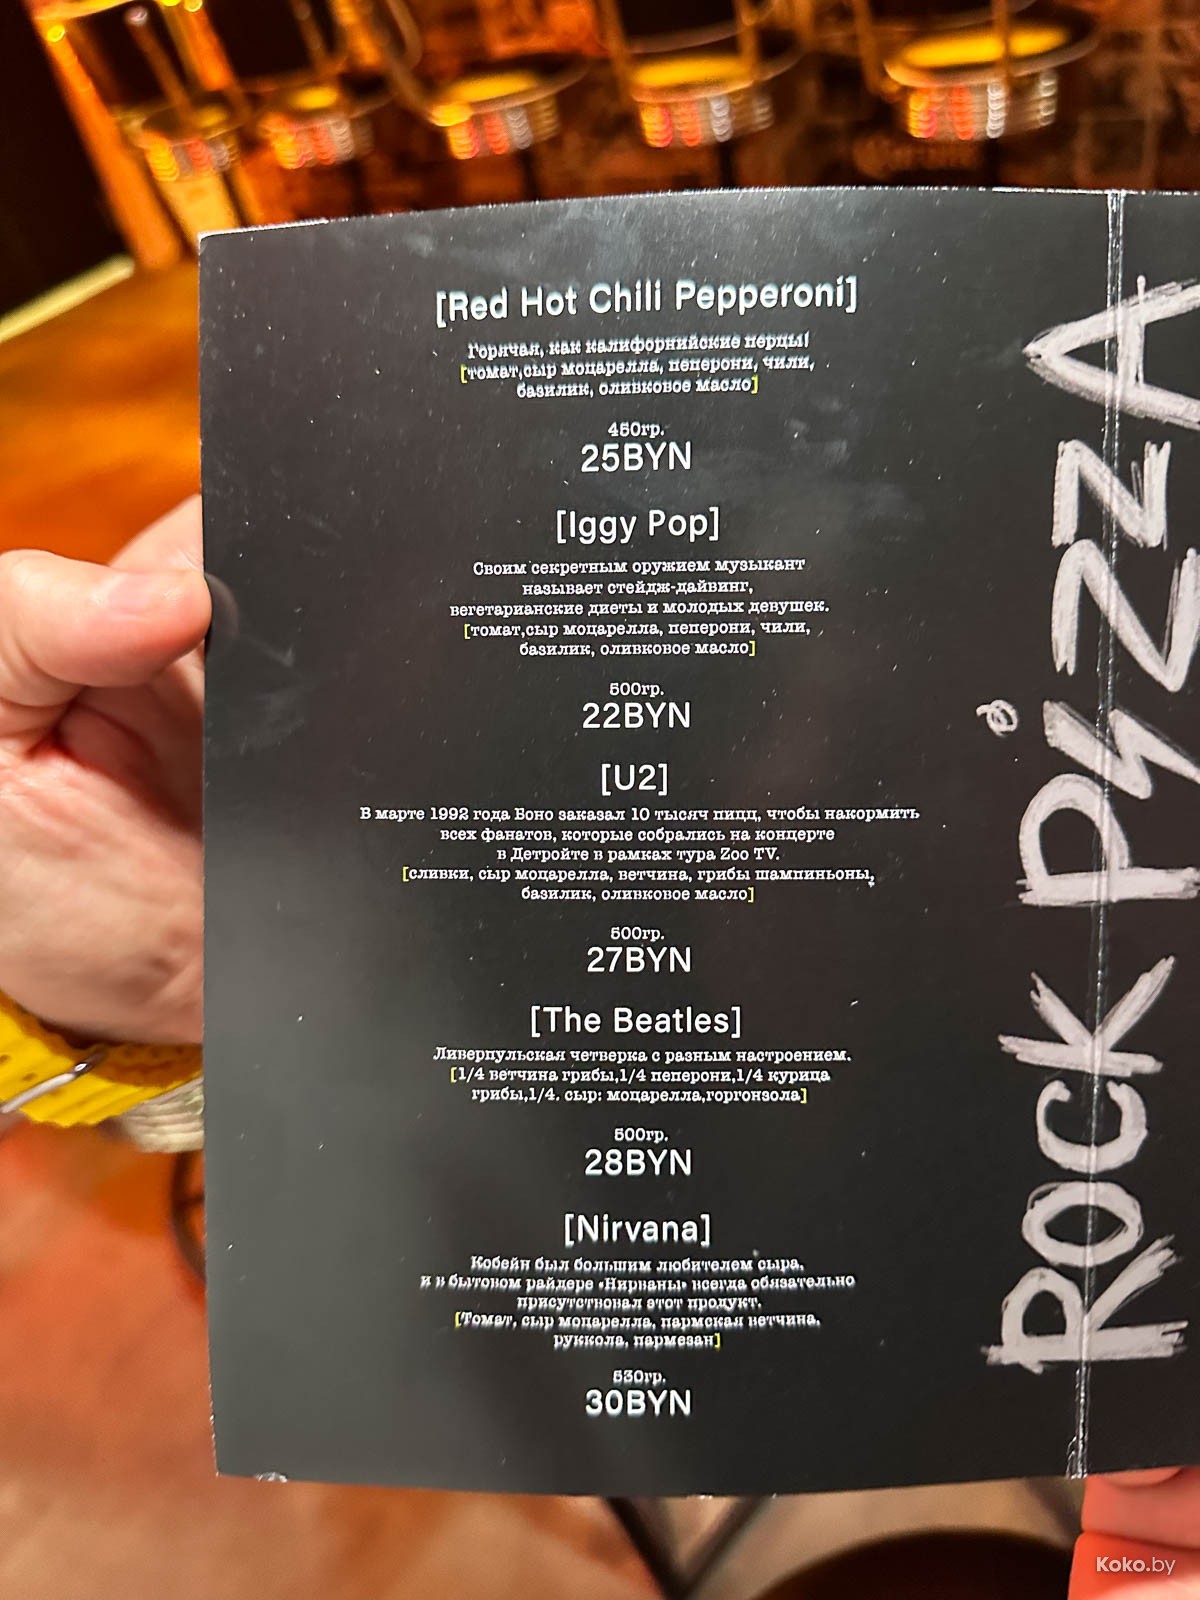 [Red Hot Chili Pepperoni]
Горячая, как калифорнийские перцы!
[томат,сыр моцарелла, пеперони, чили,
базилик, оливковое масло]
450гр.
25BYN
[Iggy Pop]
Своим секретным оружием музыкант
называет стейдж-дайвинг,
вегетарианские диеты и молодых девушек.
[томат,сыр моцарелла, пеперони, чили,
базилик, оливковое масло]
500гр.
22BYN
[U2]
В марте 1992 года Боно заказал 10 тысяч пицц, чтобы накормить
всех фанатов, которые собрались на концерте
в Детройте в рамках тура Zoo TV.
[сливки, сыр моцарелла, ветчина, грибы шампиньоны,
базилик, оливковое масло]
500гр.
27BYN
[The Beatles]
Ливерпульская четверка с разным настроением.
[1/4 ветчина грибы,1/4 пеперони,1/4 курица
грибы,1/4. сыр: моцарелла,горгонзола]
500гр.
28BYN
[Nirvana]
Кобейн был большим любителем сыра,
и в бытовом райдере «Нирваны» всегда обязательно
присутствовал этот продукт.
[Томат, сыр моцарелла, пармская ветчина,
руккола, пармезан]
530гр.
30BYN
ROCK PIZZA
Koko.by